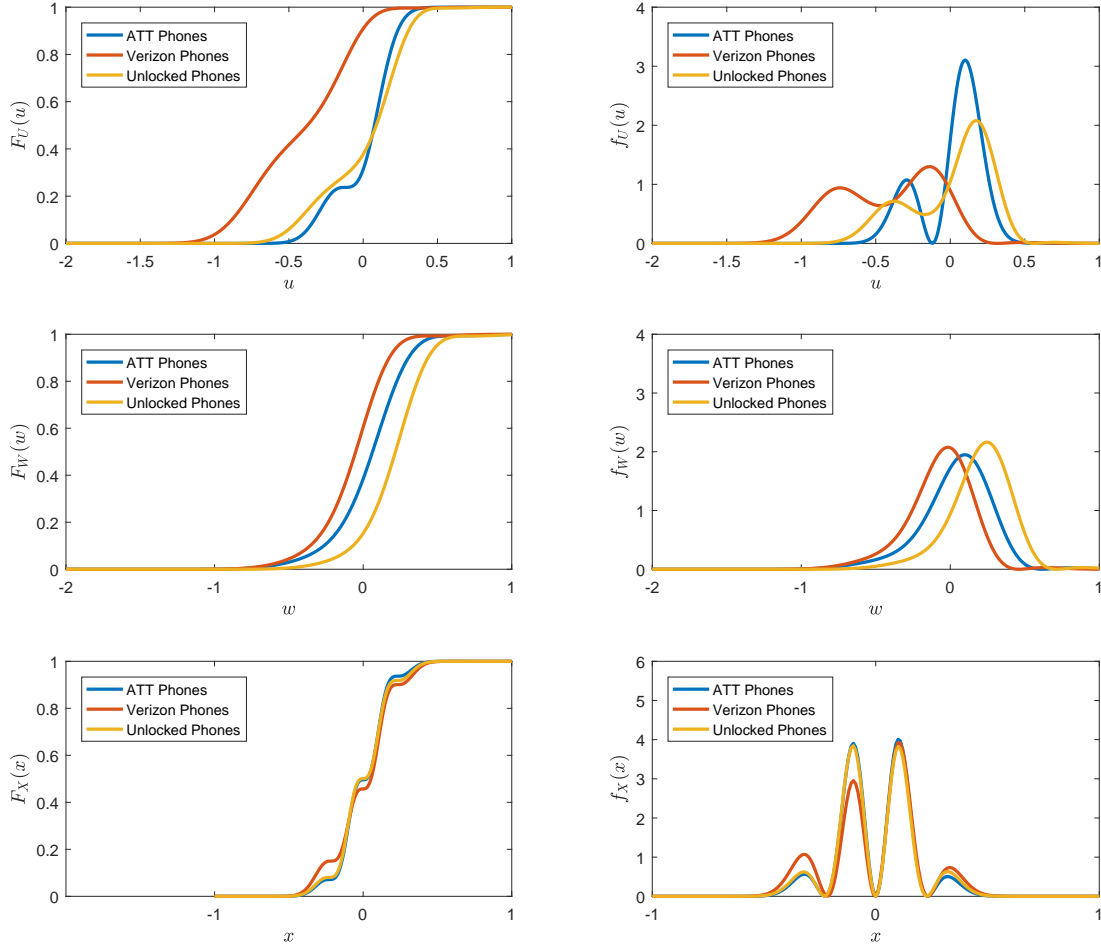 1
0.8
0.6
0.4
0.2
0
F_U(u)
ATT Phones
Verizon Phones
Unlocked Phones
-2 -1.5 -1 -0.5 0 0.5 1
u
4
3
2
1
0
f_U(u)
ATT Phones
Verizon Phones
Unlocked Phones
-2 -1.5 -1 -0.5 0 0.5 1
u
1
0.8
0.6
0.4
0.2
0
F_W(w)
ATT Phones
Verizon Phones
Unlocked Phones
-2 -1 0 1
w
4
3
2
1
0
f_W(w)
ATT Phones
Verizon Phones
Unlocked Phones
-2 -1 0 1
w
1
0.8
0.6
0.4
0.2
0
F_X(x)
ATT Phones
Verizon Phones
Unlocked Phones
-1 0 1
x
6
5
4
3
2
1
0
f_X(x)
ATT Phones
Verizon Phones
Unlocked Phones
-1 0 1
x